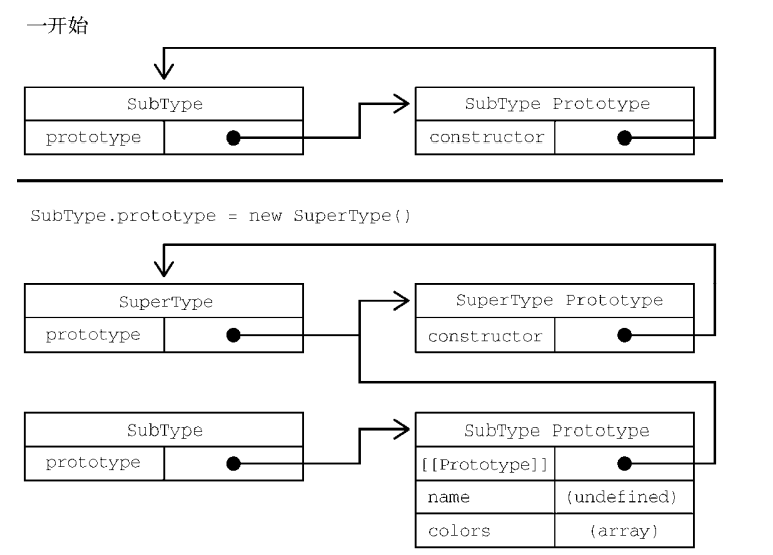 一开始
SubType
SubType Prototype
prototype
constructor
SubType.prototype = new SuperType()
SuperType
SuperType Prototype
prototype
constructor
SubType
SubType Prototype
prototype
[[Prototype]]
name
(undefined)
colors
(array)